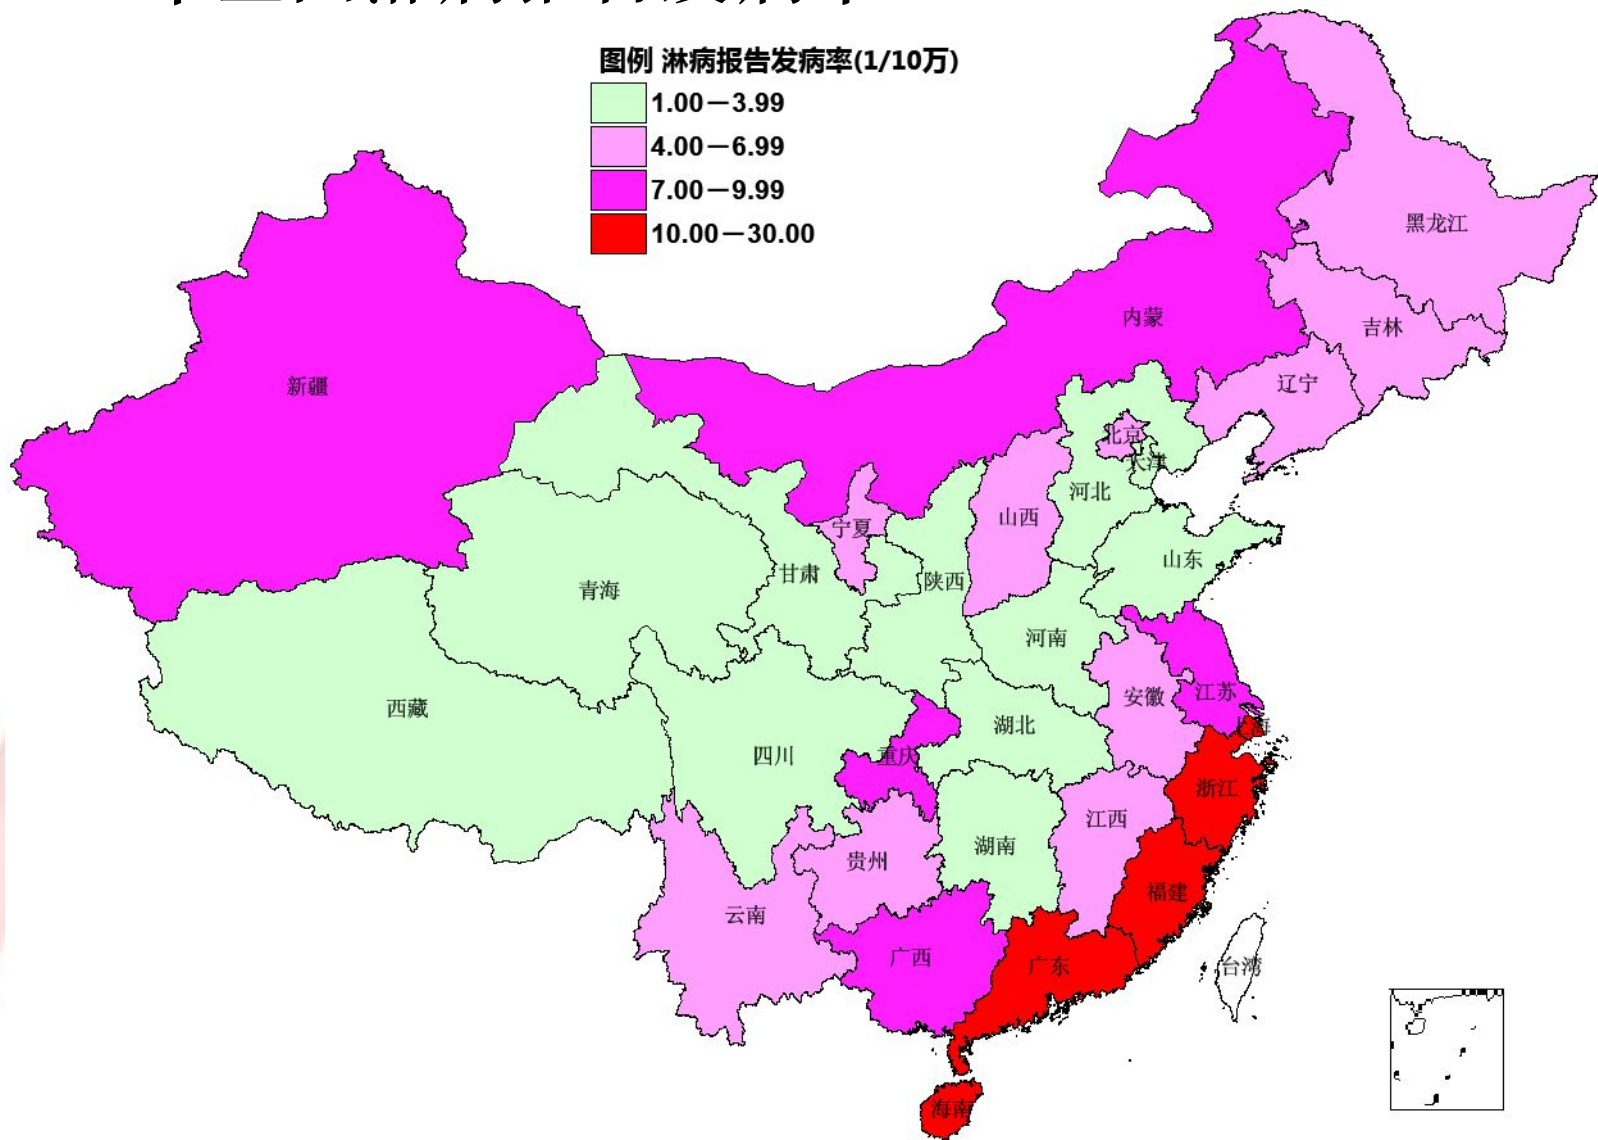 图例 淋病报告发病率(1/10万)
1.00－3.99
4.00－6.99
7.00－9.99
10.00－30.00
黑龙江
内蒙
吉林
新疆
辽宁
北京
天津
河北
山西
宁夏
山东
甘肃
陕西
青海
河南
安徽
江苏
西藏
湖北
上海
四川
重庆
浙江
江西
湖南
贵州
福建
云南
广西
广东
台湾
海南